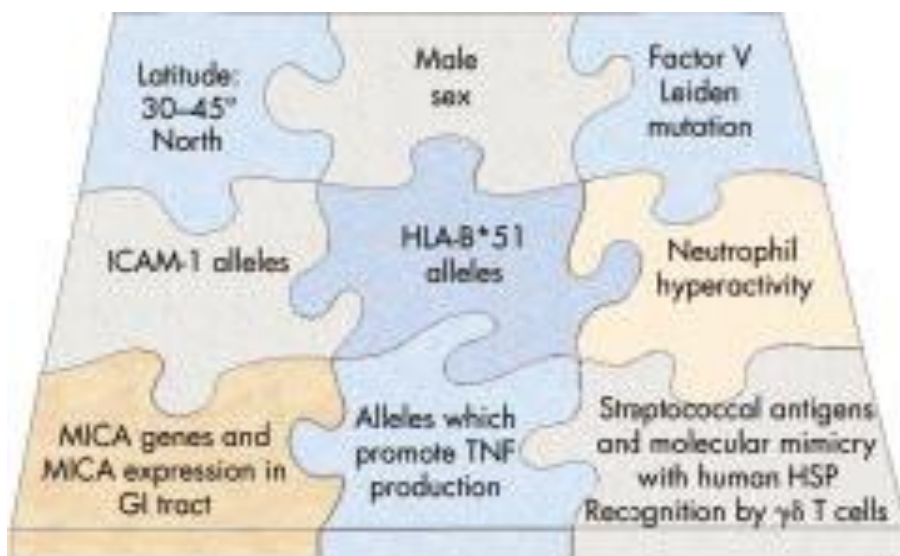 Latitude:
30–45°
North
Male
sex
Factor V
Leiden
mutation
ICAM-1 alleles
HLA-B*51
alleles
Neutrophil
hyperactivity
MICA genes and
MICA expression in
GI tract
Alleles which
promote TNF
production
Streptococcal antigens
and molecular mimicry
with human HSP
Recognition by γδ T cells